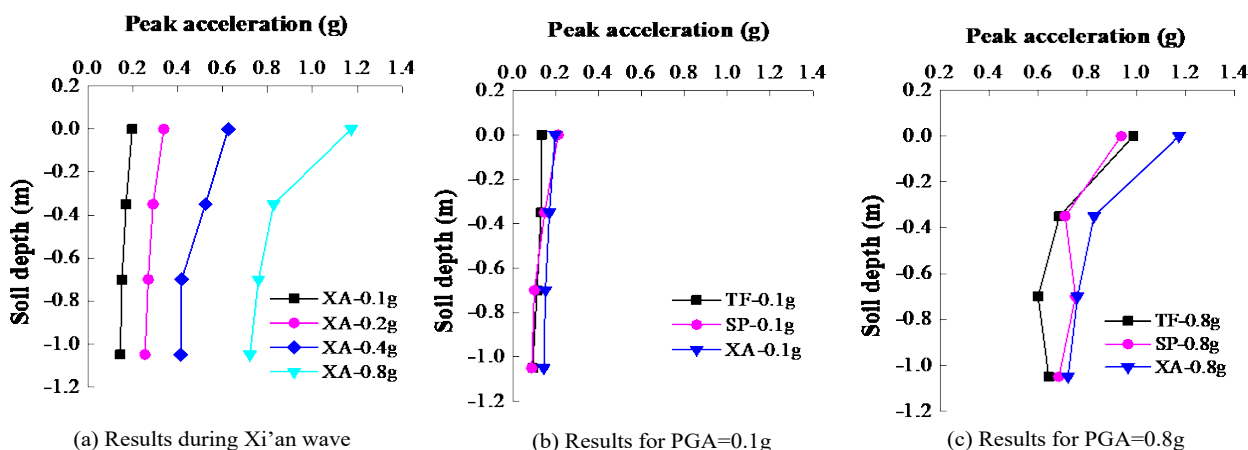 Peak acceleration (g)
0.0 0.2 0.4 0.6 0.8 1.0 1.2 1.4
Soil depth (m)
0.2
0.0
-0.2
-0.4
-0.6
-0.8
-1.0
-1.2
XA-0.1g
XA-0.2g
XA-0.4g
XA-0.8g
(a) Results during Xi’an wave
Peak acceleration (g)
0.0 0.2 0.4 0.6 0.8 1.0 1.2 1.4
Soil depth (m)
0.2
0.0
-0.2
-0.4
-0.6
-0.8
-1.0
-1.2
TF-0.1g
SP-0.1g
XA-0.1g
(b) Results for PGA=0.1g
Peak acceleration (g)
0.2 0.4 0.6 0.8 1.0 1.2 1.4
Soil depth (m)
0.2
0.0
-0.2
-0.4
-0.6
-0.8
-1.0
-1.2
TF-0.8g
SP-0.8g
XA-0.8g
(c) Results for PGA=0.8g